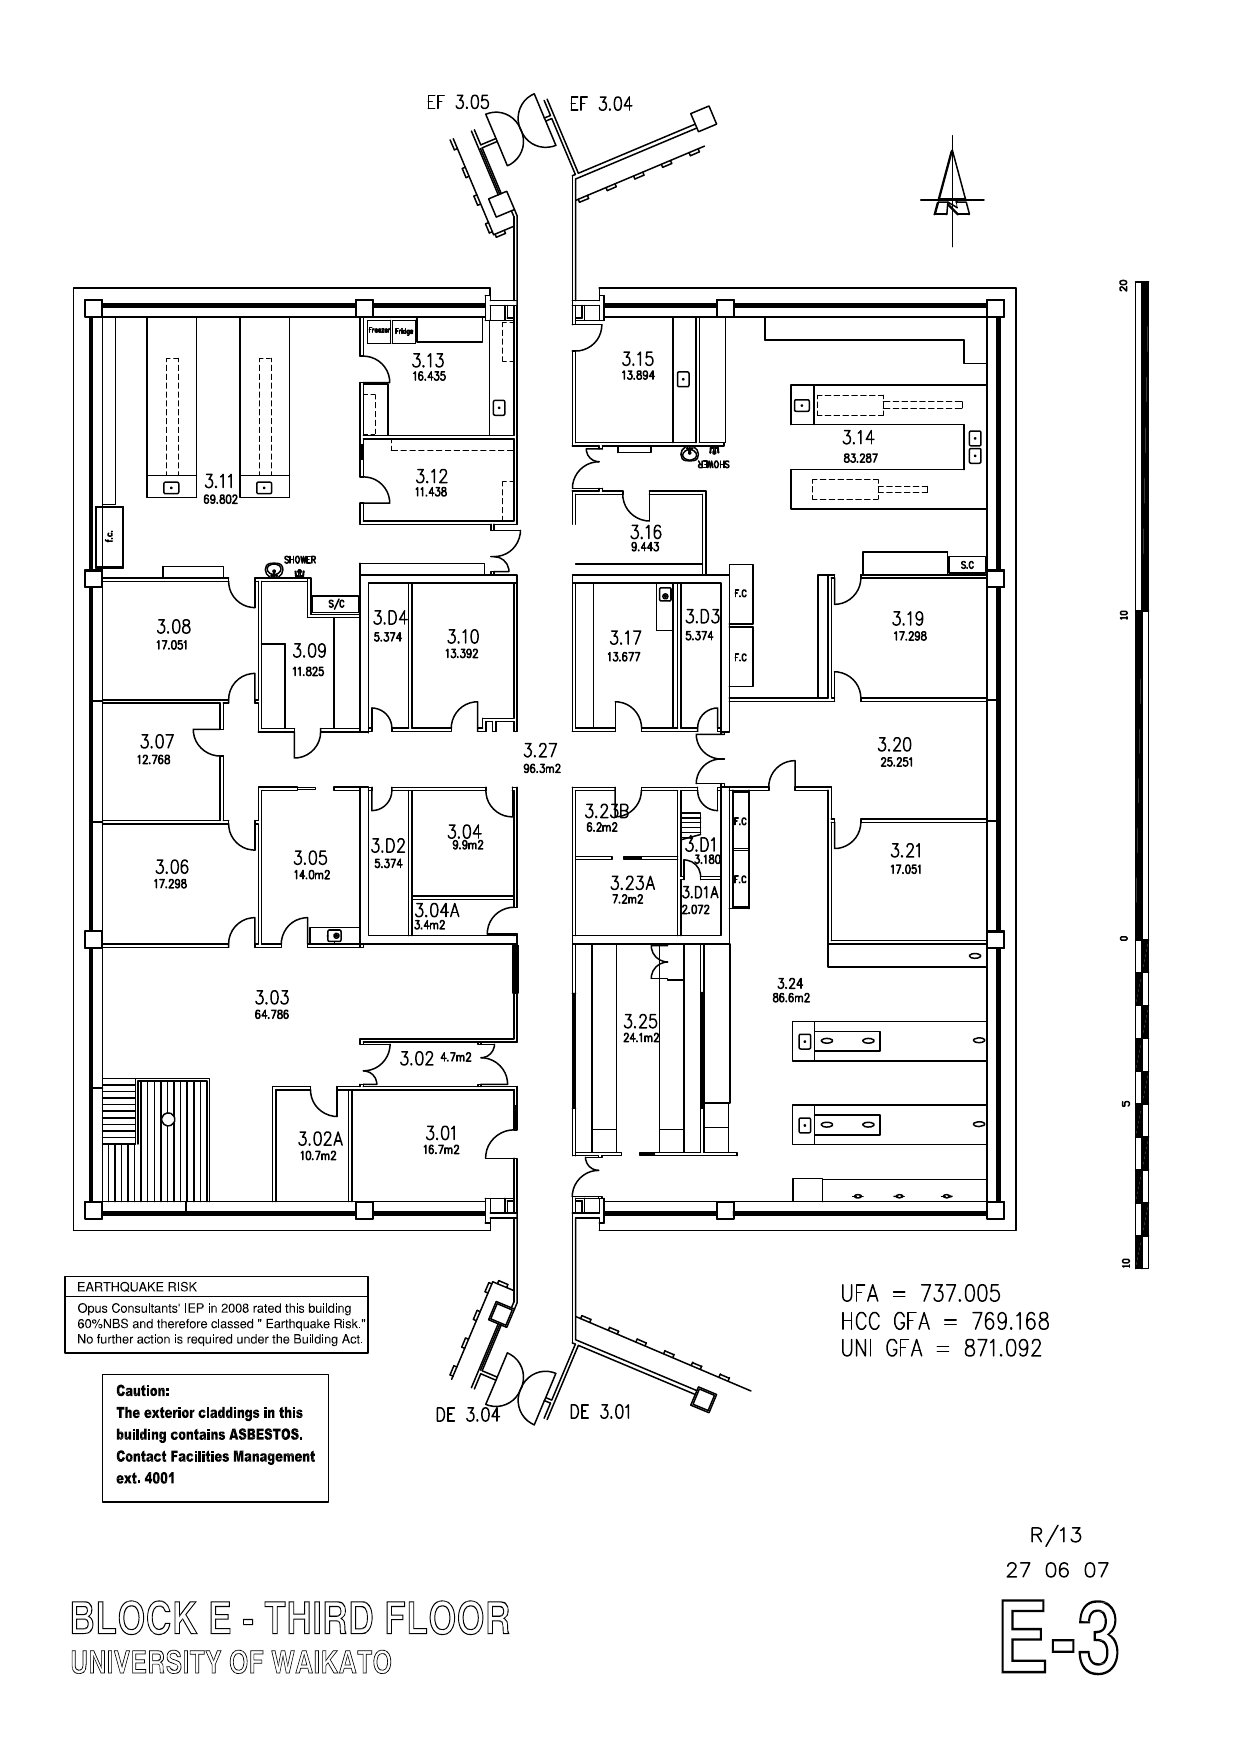 EF 3.05
EF 3.04
N
20
Freezer
Fridge
3.13
16.435
3.15
13.894
3.14
83.287
SHOWER
3.11
69.802
3.12
11.438
3.16
9.443
f.c.
SHOWER
S/C
S.C
F.C
F.C
10
3.08
17.051
3.09
11.825
3.D4
5.374
3.10
13.392
3.17
13.677
3.D3
5.374
3.19
17.298
3.07
12.768
3.27
96.3m2
3.20
25.251
3.06
17.298
3.05
14.0m2
3.D2
5.374
3.04
9.9m2
3.04A
3.4m2
3.23B
6.2m2
3.23A
7.2m2
3.D1
3.180
3.D1A
2.072
F.C
F.C
3.21
17.051
0
3.03
64.786
3.02 4.7m2
3.25
24.1m2
3.24
86.6m2
5
3.02A
10.7m2
3.01
16.7m2
10
EARTHQUAKE RISK
Opus Consultants' IEP in 2008 rated this building
60%NBS and therefore classed " Earthquake Risk."
No further action is required under the Building Act.
UFA = 737.005
HCC GFA = 769.168
UNI GFA = 871.092
Caution:
The exterior claddings in this
building contains ASBESTOS.
Contact Facilities Management
ext. 4001
DE 3.04
DE 3.01
R/13
27 06 07
E-3
BLOCK E - THIRD FLOOR
UNIVERSITY OF WAIKATO